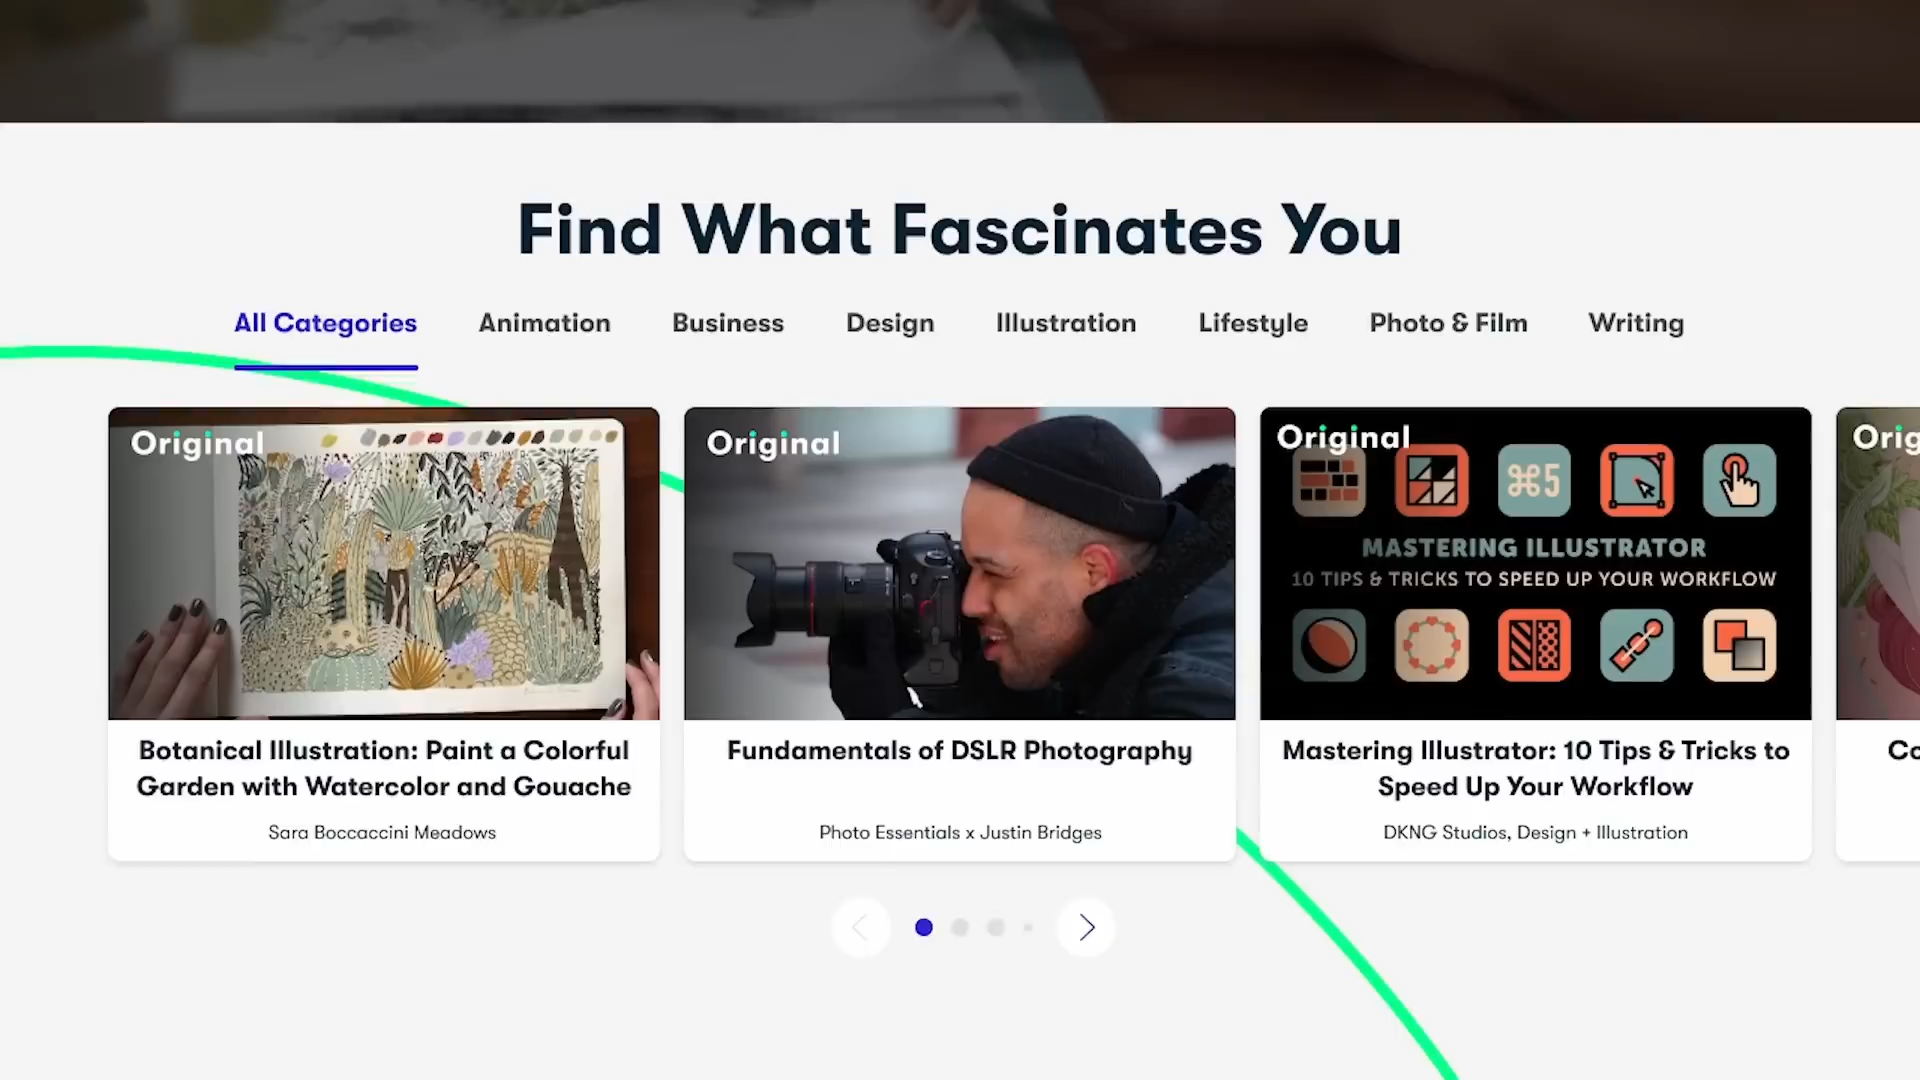 Find What Fascinates You
All Categories Animation Business Design Illustration Lifestyle Photo & Film Writing
Original
Botanical Illustration: Paint a Colorful
Garden with Watercolor and Gouache
Sara Boccaccini Meadows
Original
Fundamentals of DSLR Photography
Photo Essentials x Justin Bridges
Original
⌘5
MASTERING ILLUSTRATOR
10 TIPS & TRICKS TO SPEED UP YOUR WORKFLOW
Mastering Illustrator: 10 Tips & Tricks to
Speed Up Your Workflow
DKNG Studios, Design + Illustration
Orig
Co